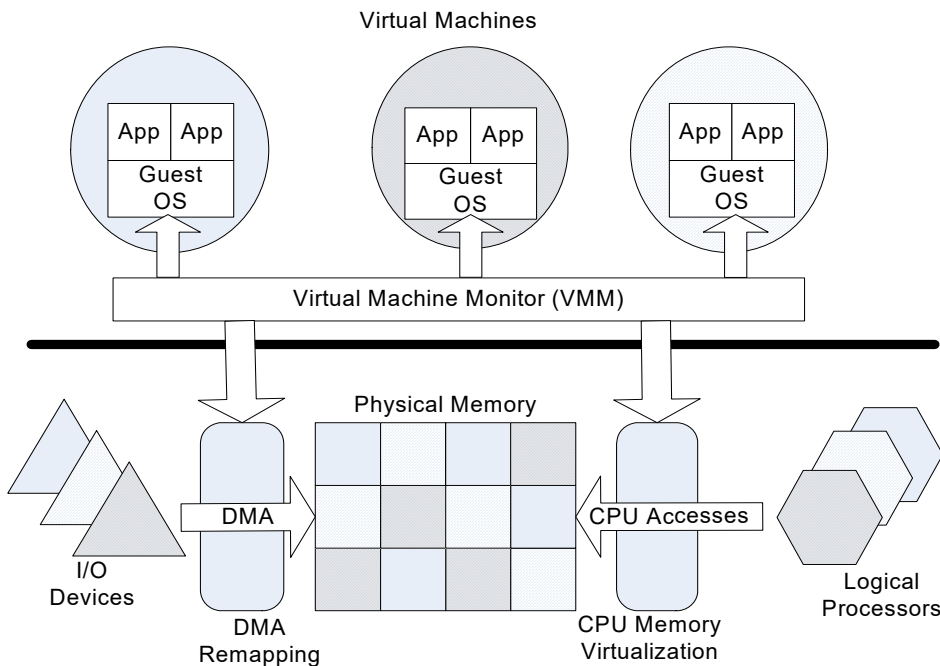 Virtual Machines
App App
Guest
OS
App App
Guest
OS
App App
Guest
OS
Virtual Machine Monitor (VMM)
Physical Memory
DMA
CPU Accesses
I/O
Devices
DMA
Remapping
CPU Memory
Virtualization
Logical
Processors